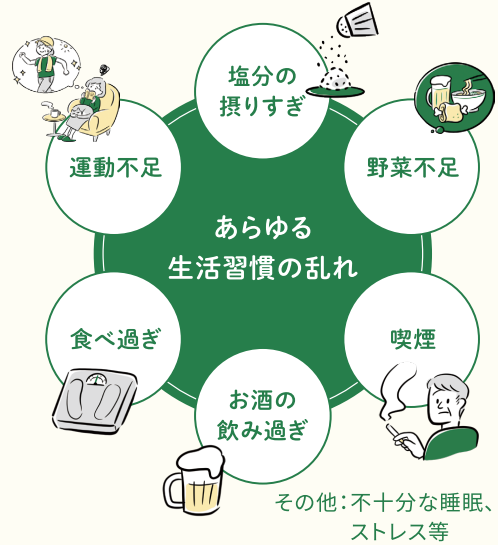 塩分の
摂りすぎ
運動不足
野菜不足
あらゆる
生活習慣の乱れ
食べ過ぎ
喫煙
お酒の
飲み過ぎ
その他：不十分な睡眠、
ストレス等